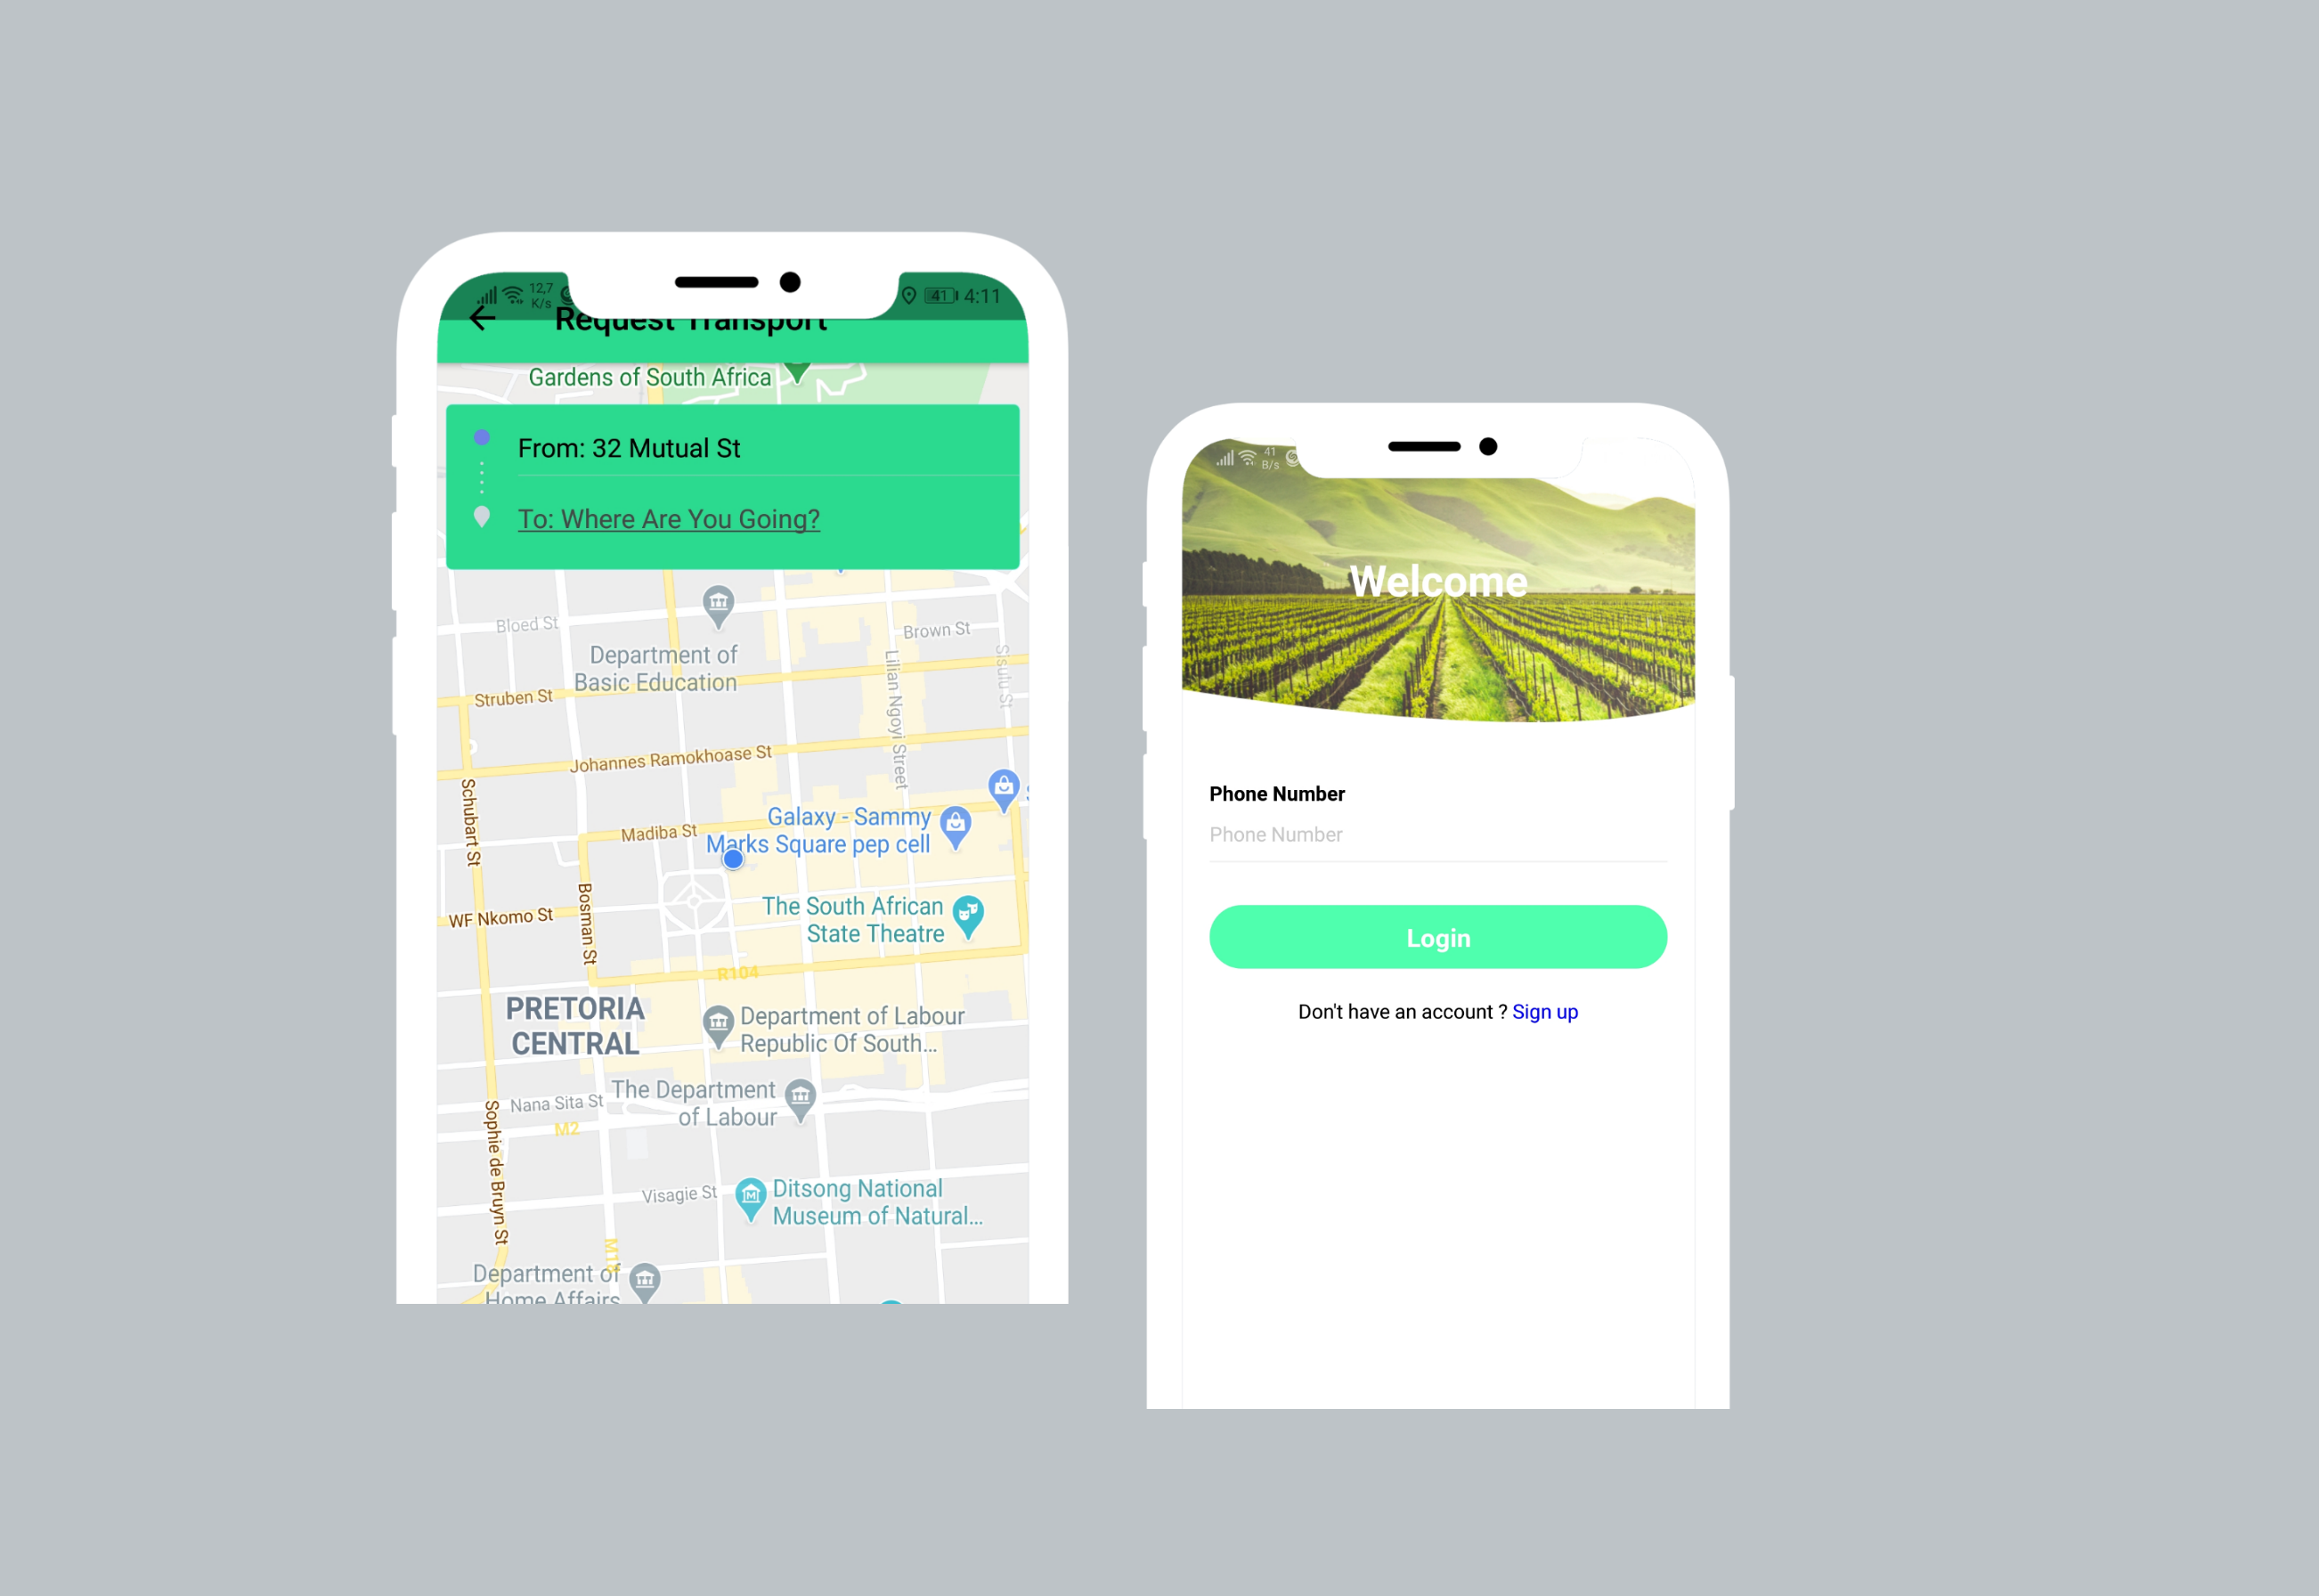 12,7
K/s
41
4:11
Request Transport
Gardens of South Africa
From: 32 Mutual St
To: Where Are You Going?
Bloed St
Brown St
Department of
Basic Education
Sisulu St
Lilian Ngoyi Street
Struben St
Johannes Ramokhoase St
Schubart St
Galaxy - Sammy
Marks Square pep cell
Madiba St
Bosman St
WF Nkomo St
The South African
State Theatre
R104
PRETORIA
CENTRAL
Department of Labour
Republic Of South...
The Department
of Labour
Nana Sita St
M2
Sophie de Bruyn St
Visagie St
Ditsong National
Museum of Natural...
Department of
Home Affairs
41
B/s
Welcome
Phone Number
Phone Number
Login
Don't have an account ? Sign up